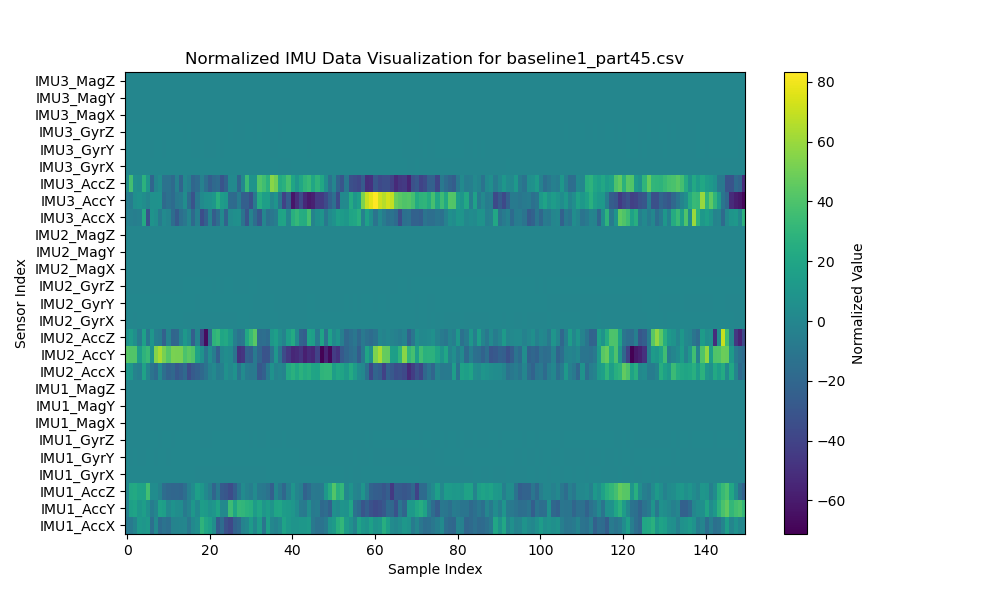 Normalized IMU Data Visualization for baseline1_part45.csv
IMU3_MagZ
IMU3_MagY
IMU3_MagX
IMU3_GyrZ
IMU3_GyrY
IMU3_GyrX
IMU3_AccZ
IMU3_AccY
IMU3_AccX
IMU2_MagZ
IMU2_MagY
IMU2_MagX
IMU2_GyrZ
IMU2_GyrY
IMU2_GyrX
IMU2_AccZ
IMU2_AccY
IMU2_AccX
IMU1_MagZ
IMU1_MagY
IMU1_MagX
IMU1_GyrZ
IMU1_GyrY
IMU1_GyrX
IMU1_AccZ
IMU1_AccY
IMU1_AccX
Sensor Index
0 20 40 60 80 100 120 140
Sample Index
80
60
40
20
0
−20
−40
−60
Normalized Value